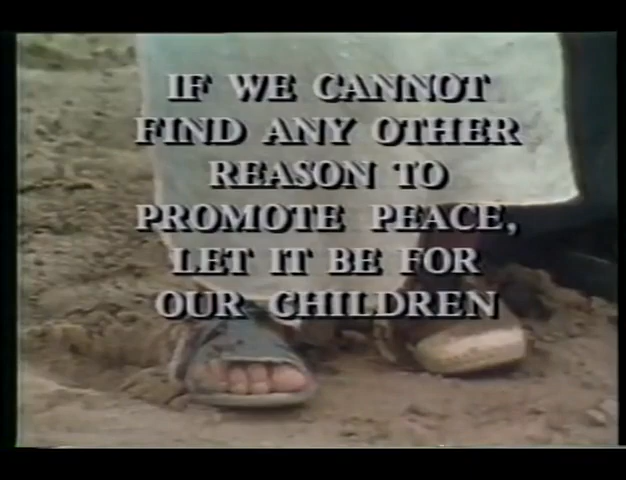 IF WE CANNOT
FIND ANY OTHER
REASON TO
PROMOTE PEACE,
LET IT BE FOR
OUR CHILDREN